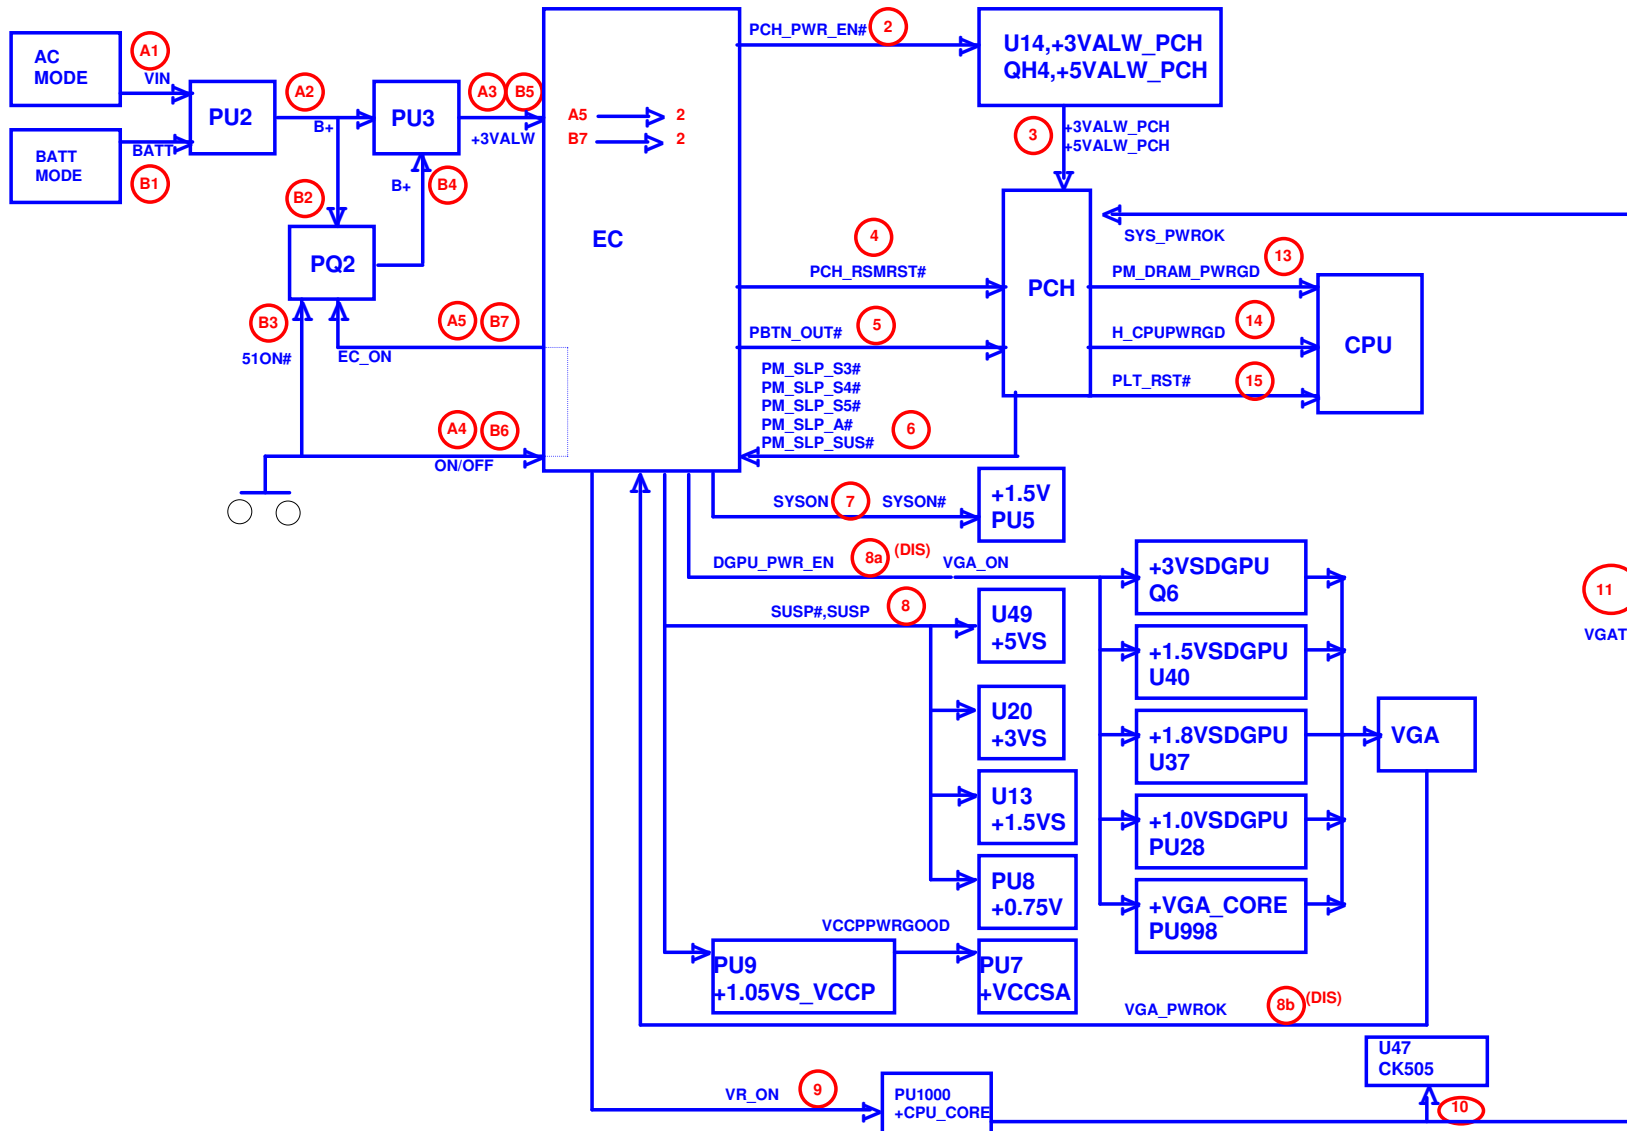 AC
MODE
A1
VIN
BATT
MODE
BATT
B1
PU2
A2
B+
PU3
A3
B5
+3VALW
B2
B+
B4
PQ2
B3
51ON#
A5
B7
EC_ON
A4
B6
ON/OFF
A5
2
B7
2
EC
PCH_PWR_EN#
2
U14,+3VALW_PCH
QH4,+5VALW_PCH
3
+3VALW_PCH
+5VALW_PCH
4
PCH_RSMRST#
PBTN_OUT#
5
PM_SLP_S3#
PM_SLP_S4#
PM_SLP_S5#
PM_SLP_A#
PM_SLP_SUS#
6
PCH
SYS_PWROK
PM_DRAM_PWRGD
13
H_CPUPWRGD
14
PLT_RST#
15
CPU
SYSON
7
SYSON#
+1.5V
PU5
DGPU_PWR_EN
8a
(DIS)
VGA_ON
SUSP#,SUSP
8
U49
+5VS
U20
+3VS
U13
+1.5VS
PU8
+0.75V
+3VSDGPU
Q6
+1.5VSDGPU
U40
+1.8VSDGPU
U37
+1.0VSDGPU
PU28
+VGA_CORE
PU998
VGA
11
VGAT
VCCPPWRGOOD
PU9
+1.05VS_VCCP
PU7
+VCCSA
VGA_PWROK
8b
(DIS)
U47
CK505
10
VR_ON
9
PU1000
+CPU_CORE